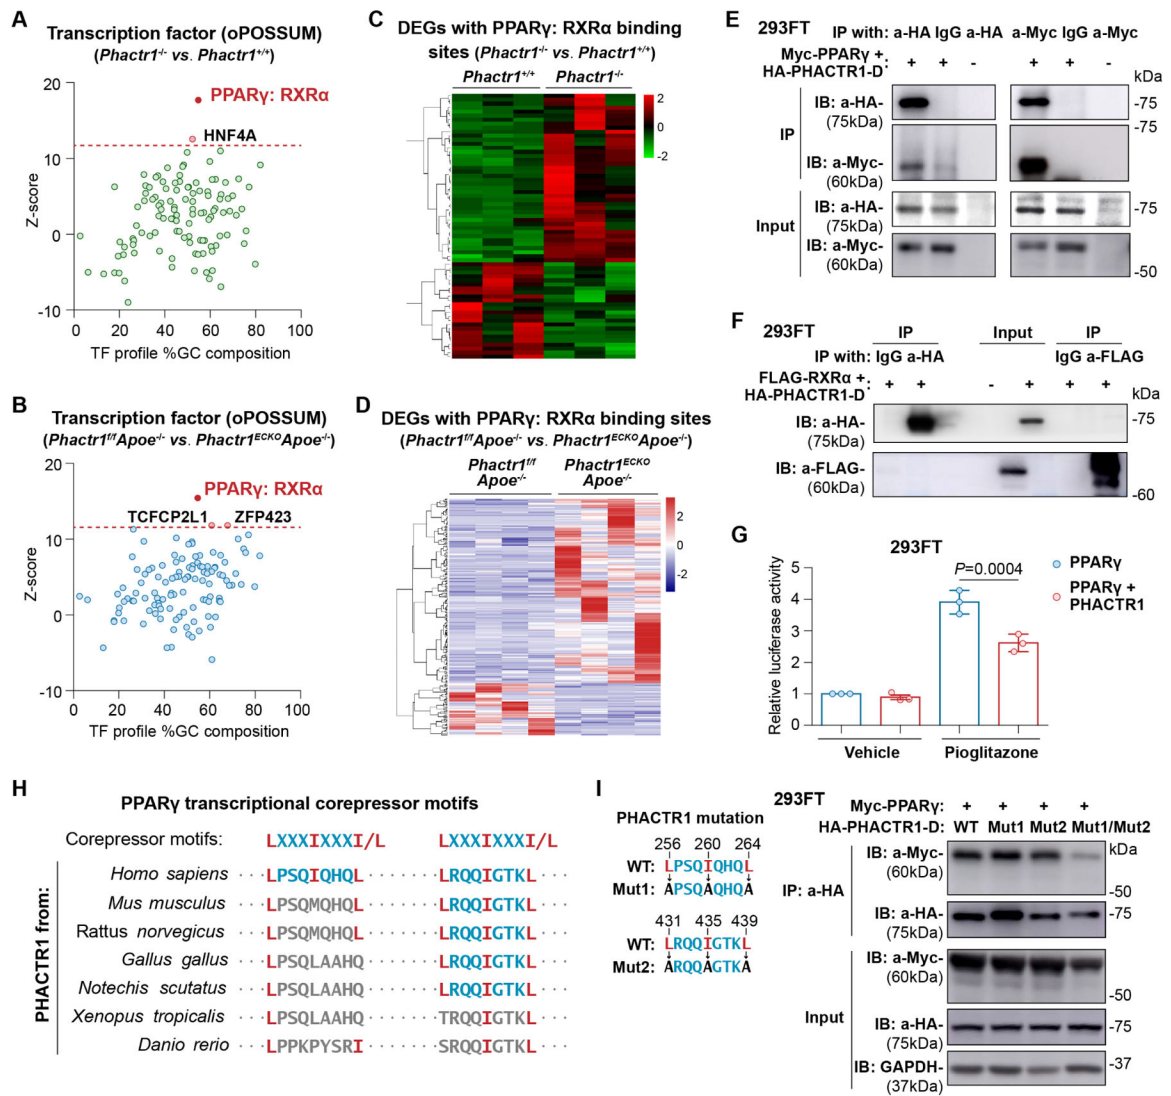 A
Transcription factor (oPOSSUM)
(Phactr1-/- vs. Phactr1+/+)
20
10
0
-10
Z-score
PPARγ: RXRα
HNF4A
0 20 40 60 80 100
TF profile %GC composition
B
Transcription factor (oPOSSUM)
(Phactr1f/fApoe-/- vs. Phactr1ECKOApoe-/-)
20
10
0
-10
Z-score
PPARγ: RXRα
TCFCP2L1
ZFP423
0 20 40 60 80 100
TF profile %GC composition
C
DEGs with PPARγ: RXRα binding
sites (Phactr1-/- vs. Phactr1+/+)
Phactr1+/+ Phactr1-/-
2
1
0
-2
D
DEGs with PPARγ: RXRα binding sites
(Phactr1f/fApoe-/- vs. Phactr1ECKOApoe-/-)
Phactr1f/f Phactr1ECKO
Apoe-/- Apoe-/-
2
0
-2
E
293FT
IP with: a-HA IgG a-HA a-Myc IgG a-Myc
Myc-PPARγ +
HA-PHACTR1-D : + + - + + -
kDa
IP
IB: a-HA-
(75kDa)
-75
-75
IB: a-Myc-
(60kDa)
Input
IB: a-HA-
(75kDa)
-75
IB: a-Myc-
(60kDa)
-50
F
293FT
IP Input IP
IP with: IgG a-HA IgG a-FLAG
FLAG-RXRα +
HA-PHACTR1-D : + + - + + +
kDa
IB: a-HA-
(75kDa)
-75
IB: a-FLAG-
(60kDa)
-60
G
293FT
Relative luciferase activity
5
4
3
2
1
0
P=0.0004
PPARγ
PPARγ +
PHACTR1
Vehicle Pioglitazone
H
PPARγ transcriptional corepressor motifs
Corepressor motifs: LXXXIXXXI/L LXXXIXXXI/L
PHACTR1 from:
Homo sapiens ··LPSQIQHQL·······LRQQIGTKL···
Mus musculus ··LPSQMQHQL·······LRQQIGTKL···
Rattus norvegicus ··LPSQMQHQL·······LRQQIGTKL···
Gallus gallus ··LPSQLAAHQ·······LRQQIGTKL···
Notechis scutatus ··LPSQLAAHQ·······LRQQIGTKL···
Xenopus tropicalis ··LPSQLAAHQ·······TRQQIGTKL···
Danio rerio ··LPPKPYSRI·······SRQQIGTKL···
I
PHACTR1 mutation
256 260 264
WT: LPSQIQHQL
Mut1: APSQAQHQA
431 435 439
WT: LRQQIGTKL
Mut2: ARQQAGTKA
293FT
Myc-PPARγ: + + + +
HA-PHACTR1-D: WT Mut1 Mut2 Mut1/Mut2
kDa
IP: a-HA
IB: a-Myc-
(60kDa)
-50
IB: a-HA-
(75kDa)
-75
Input
IB: a-Myc-
(60kDa)
-50
IB: a-HA-
(75kDa)
-75
IB: GAPDH-
(37kDa)
-37